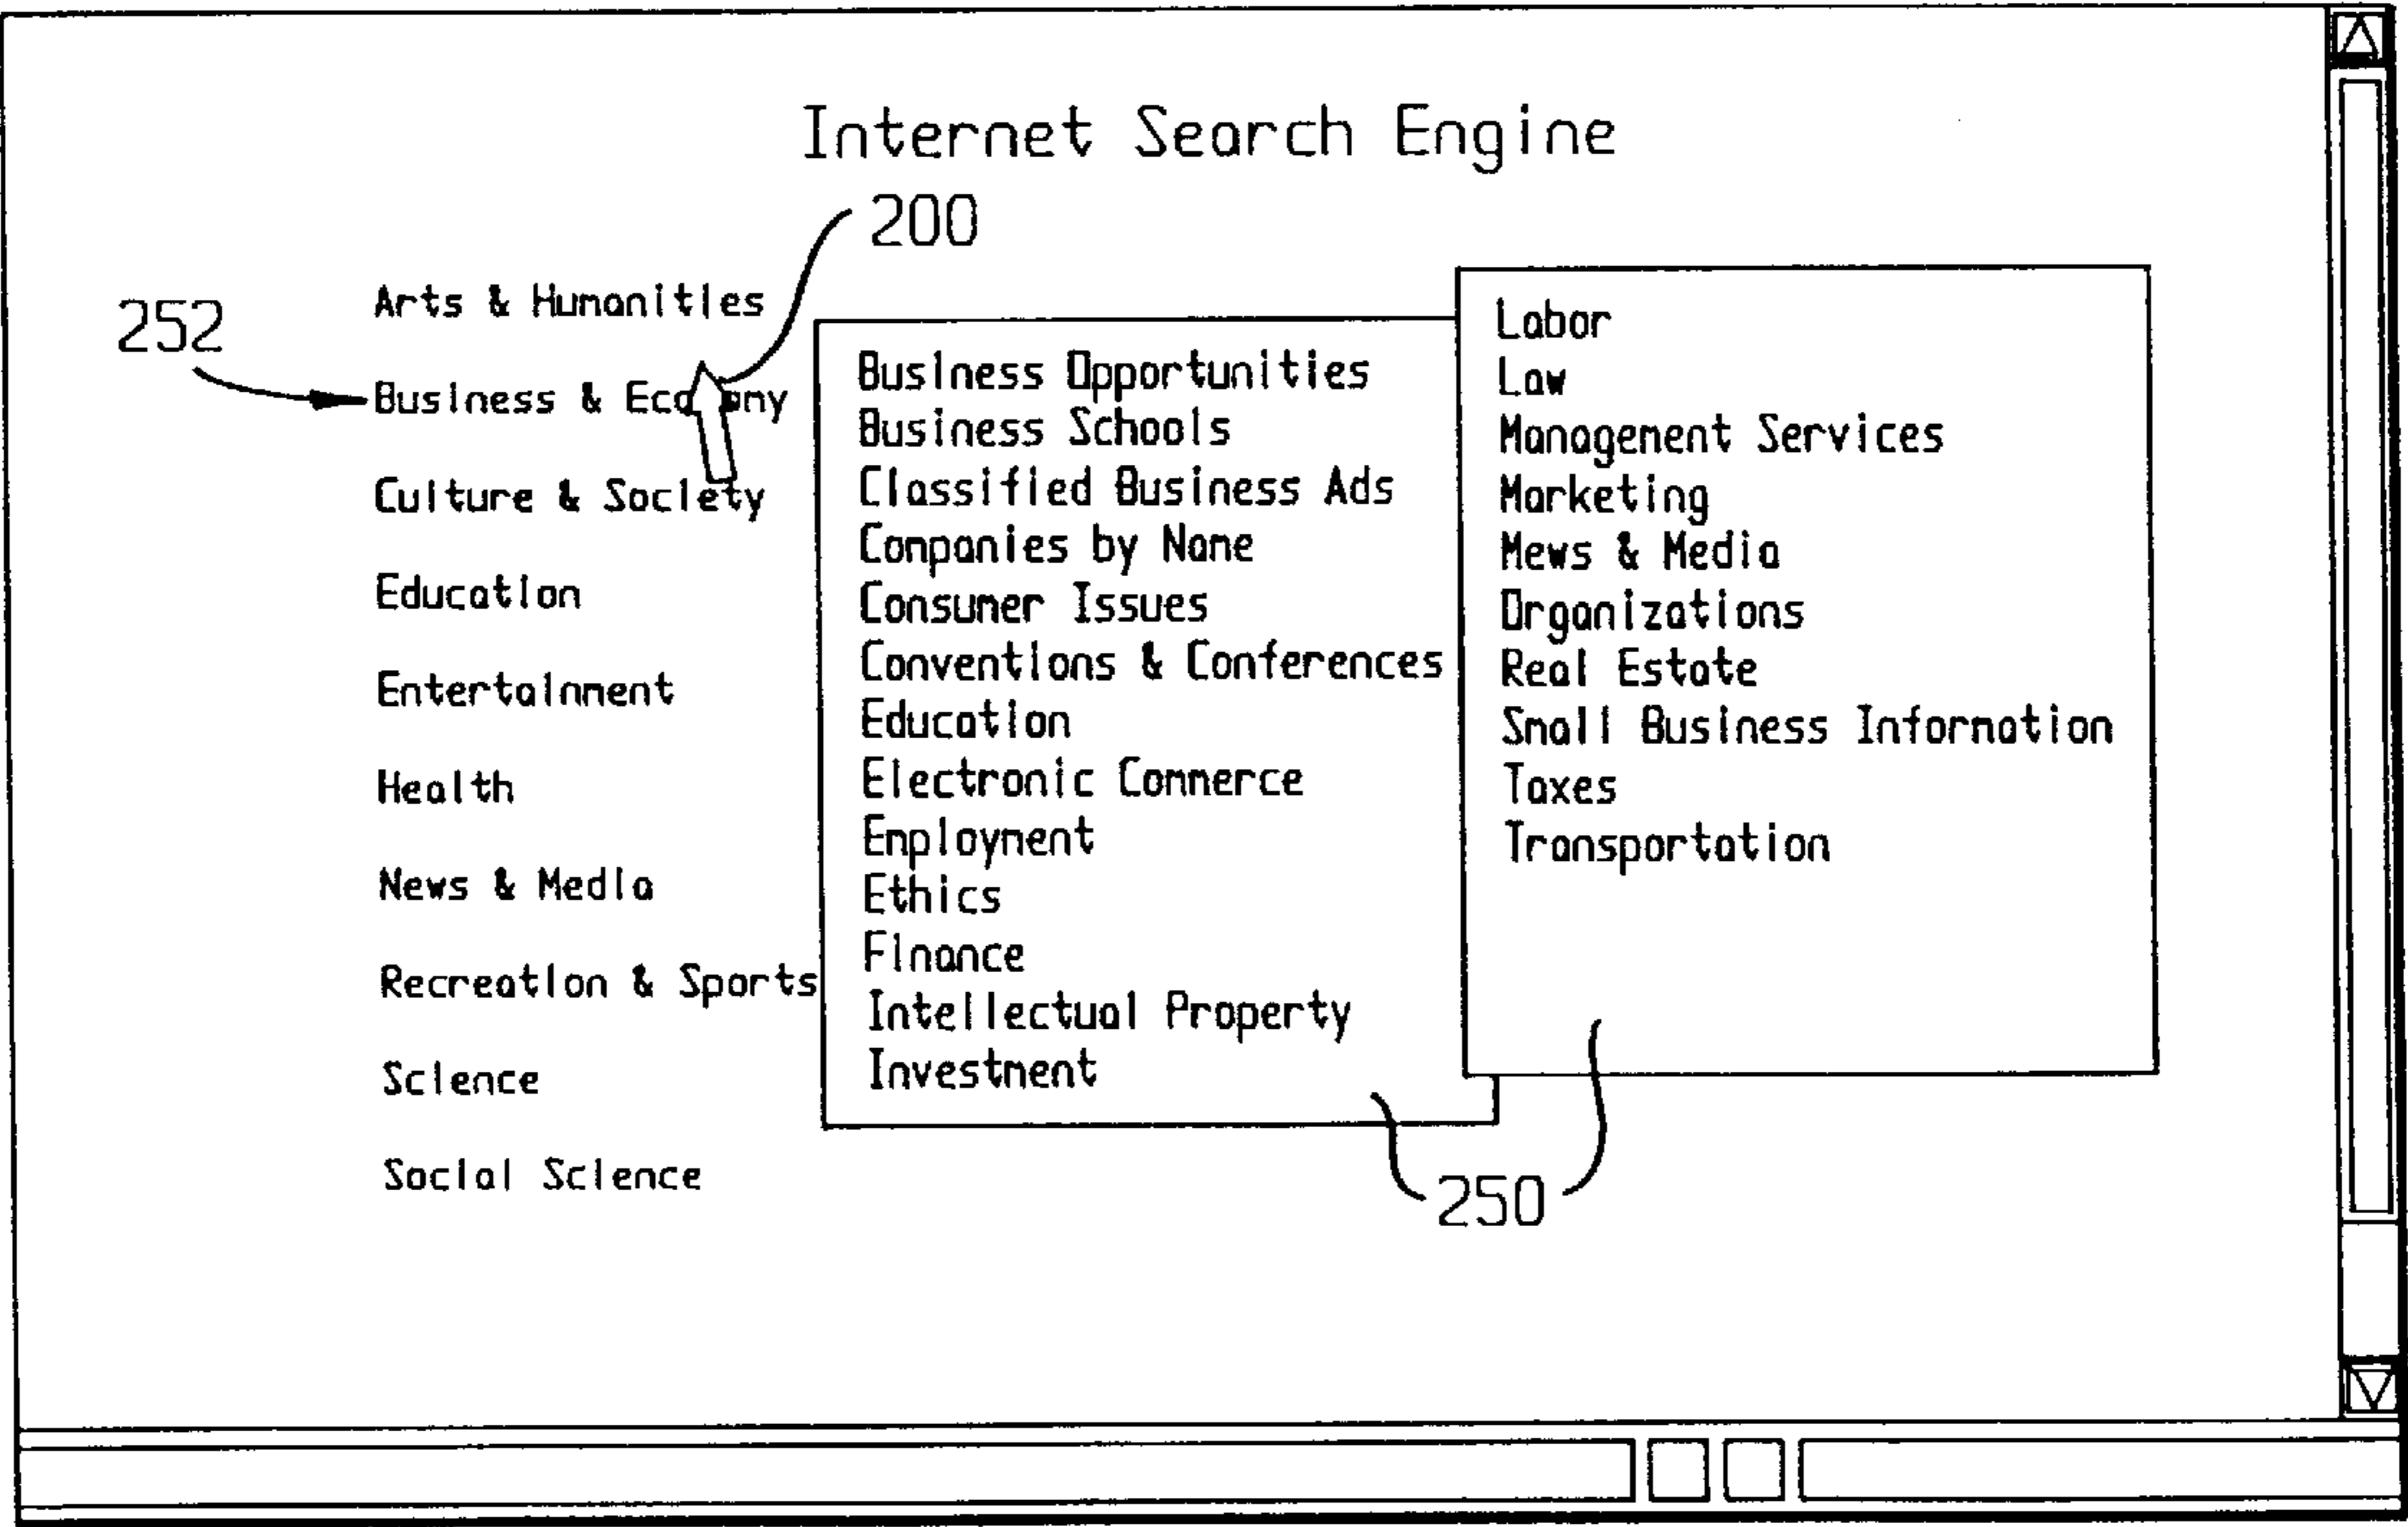 Internet Search Engine
200
252
Arts & Humanities
Business & Eco ony
Culture & Society
Education
Entertainment
Health
News & Media
Recreation & Sports
Science
Social Science
Business Opportunities
Business Schools
Classified Business Ads
Companies by Name
Consumer Issues
Conventions & Conferences
Education
Electronic Commerce
Employment
Ethics
Finance
Intellectual Property
Investment
Labor
Law
Management Services
Marketing
Mews & Media
Organizations
Real Estate
Small Business Information
Taxes
Transportation
250